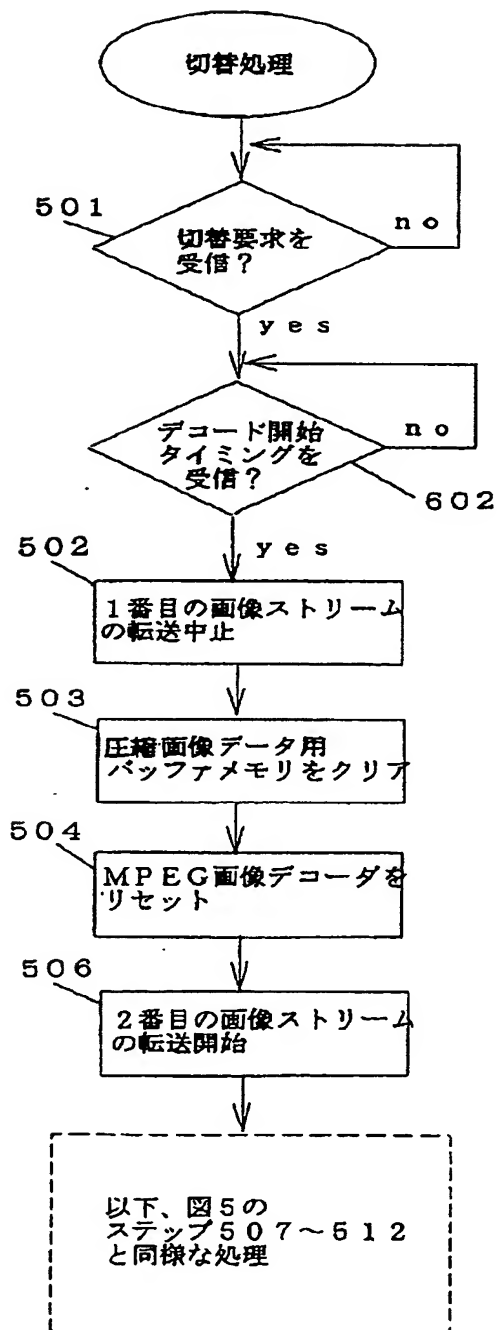 切替処理
501
切替要求を
受信?
no
yes
デコード開始
タイミングを
受信?
no
602
yes
502
1番目の画像ストリーム
の転送中止
503
圧縮画像データ用
バッファメモリをクリア
504
MPEG画像デコーダを
リセット
506
2番目の画像ストリーム
の転送開始
以下、図5の
ステップ507~512
と同様な処理